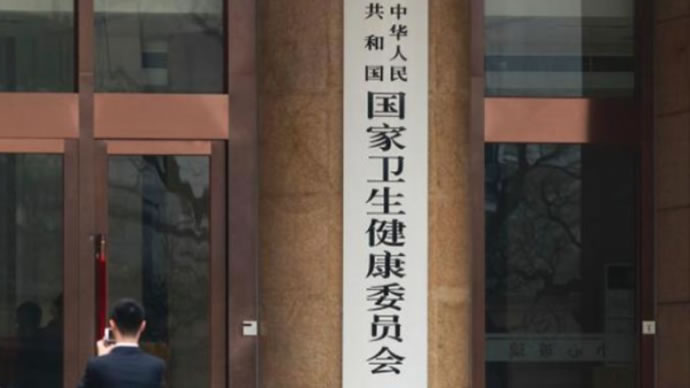 中华人民
共和国
国家卫生健康委员会